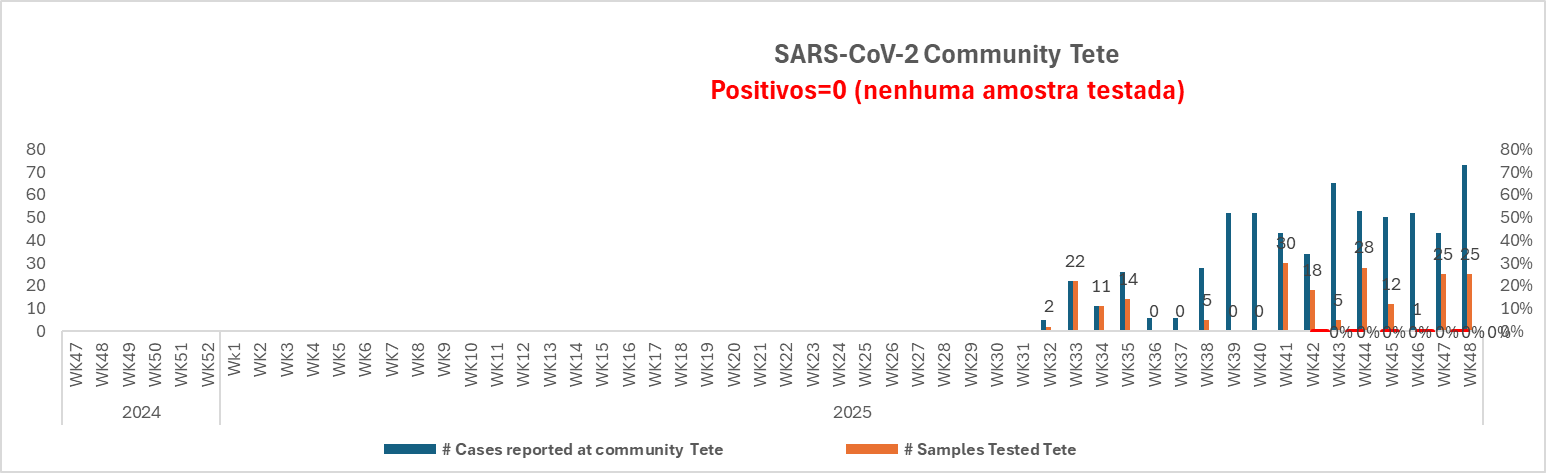 SARS-CoV-2 Community Tete
Positivos=0 (nenhuma amostra testada)
80 80%
70 70%
60 60%
50 50%
40 40%
30 30%
20 20%
10 10%
0 0%
2 22 11 14 0 0 5 0 0 30 18 5 28 12 1 25 25
0% 0% 0% 0% 0% 0% 0%
WK47 WK48 WK49 WK50 WK51 WK52 Wk1 WK2 WK3 WK4 WK5 WK6 WK7 WK8 WK9 WK10 WK11 WK12 WK13 WK14 WK15 WK16 WK17 WK18 WK19 WK20 WK21 WK22 WK23 WK24 WK25 WK26 WK27 WK28 WK29 WK30 WK31 WK32 WK33 WK34 WK35 WK36 WK37 WK38 WK39 WK40 WK41 WK42 WK43 WK44 WK45 WK46 WK47 WK48
2024 2025
# Cases reported at community Tete # Samples Tested Tete